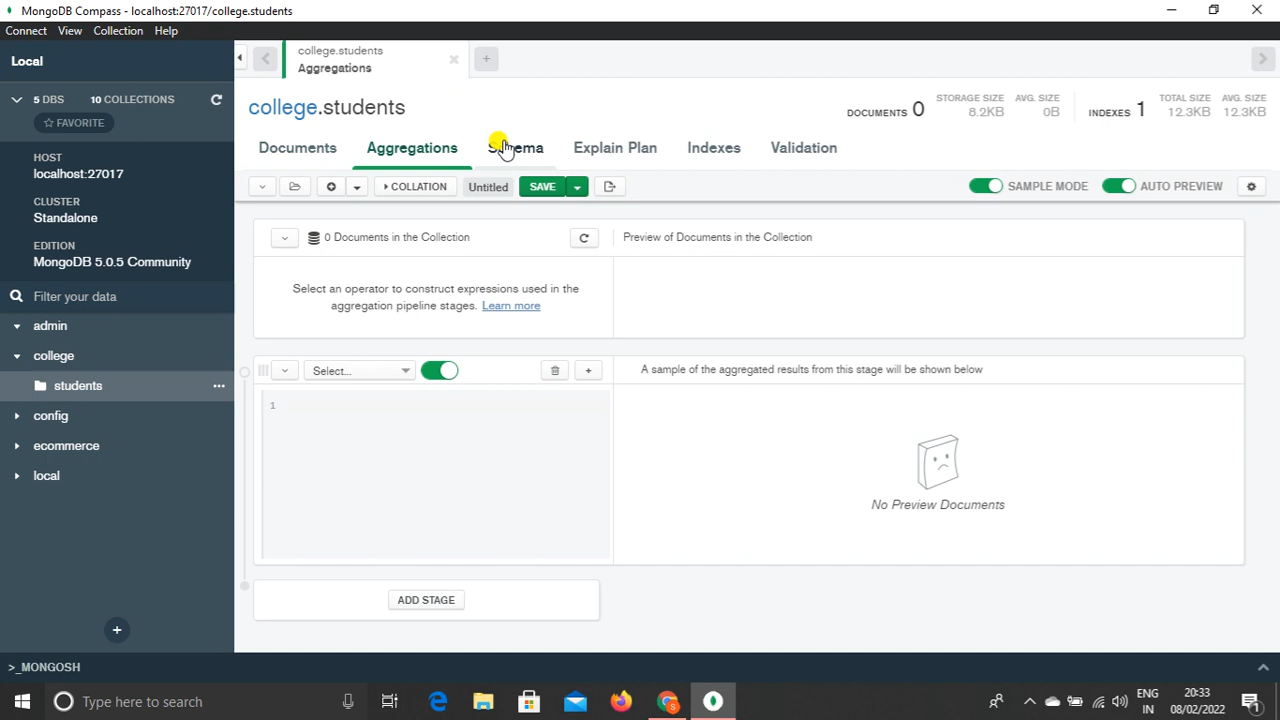 MongoDB Compass - localhost:27017/college.students
Connect View Collection Help
Local
college.students
Aggregations
5 DBS 10 COLLECTIONS
FAVORITE
college.students
DOCUMENTS 0
STORAGE SIZE 8.2KB
AVG. SIZE 0B
INDEXES 1
TOTAL SIZE 12.3KB
AVG. SIZE 12.3KB
Documents Aggregations Schema Explain Plan Indexes Validation
HOST
localhost:27017
CLUSTER
Standalone
EDITION
MongoDB 5.0.5 Community
COLLATION Untitled SAVE SAMPLE MODE AUTO PREVIEW
0 Documents in the Collection
Preview of Documents in the Collection
Select an operator to construct expressions used in the
aggregation pipeline stages. Learn more
Filter your data
admin
college
students
config
ecommerce
local
Select...
A sample of the aggregated results from this stage will be shown below
1
No Preview Documents
ADD STAGE
>_MONGOSH
Type here to search
ENG
IN
20:33
08/02/2022
1